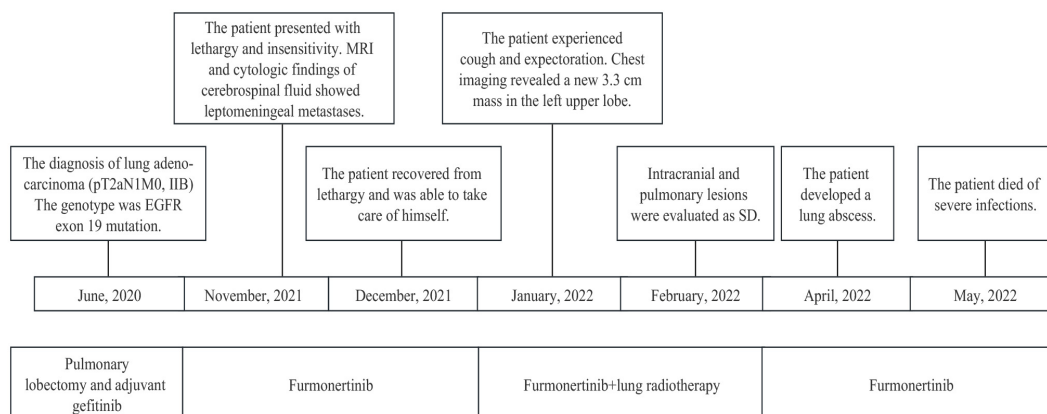 The patient presented with
lethargy and insensitivity. MRI
and cytologic findings of
cerebrospinal fluid showed
leptomeningeal metastases.
The patient experienced
cough and expectoration. Chest
imaging revealed a new 3.3 cm
mass in the left upper lobe.
The diagnosis of lung adeno-
carcinoma (pT2aN1M0, IIB)
The genotype was EGFR
exon 19 mutation.
The patient recovered from
lethargy and was able to take
care of himself.
Intracranial and
pulmonary lesions
were evaluated as SD.
The patient
developed a
lung abscess.
The patient died of
severe infections.
June, 2020
November, 2021
December, 2021
January, 2022
February, 2022
April, 2022
May, 2022
Pulmonary
lobectomy and adjuvant
gefitinib
Furmonertinib
Furmonertinib+lung radiotherapy
Furmonertinib